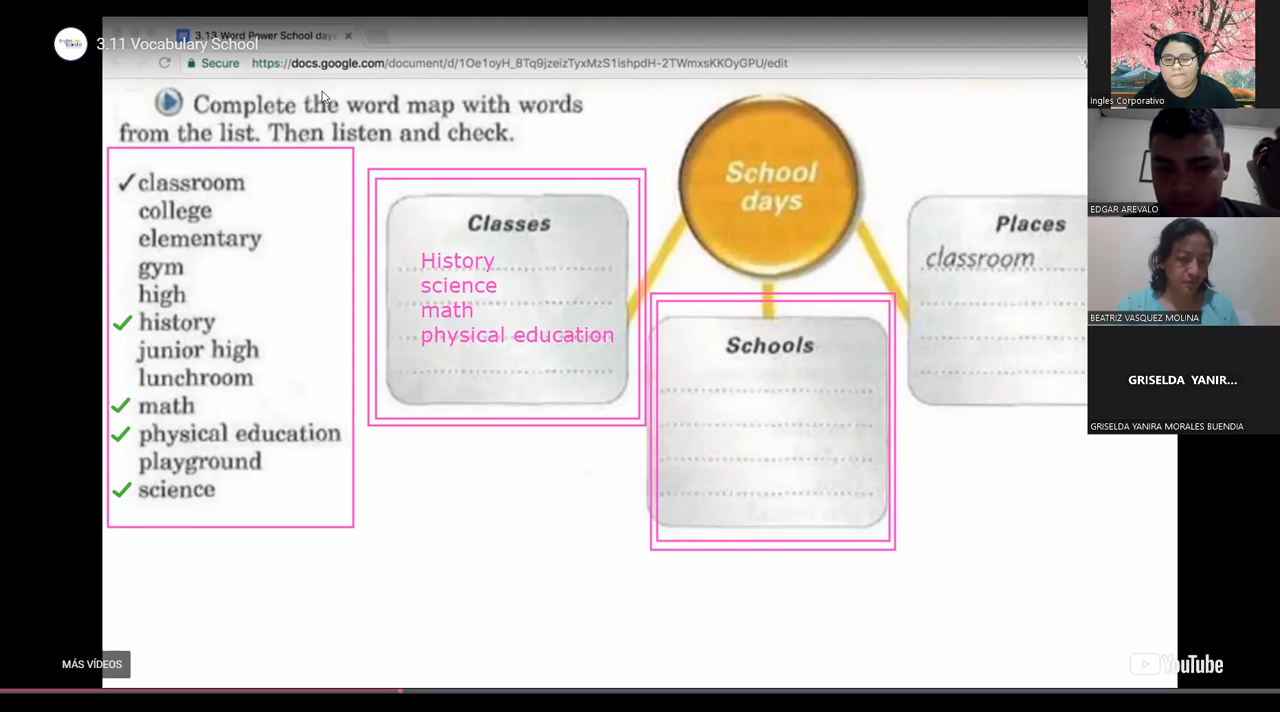 3.11 Vocabulary School
3.13 Word Power School days
Secure
https://docs.google.com/document/d/1Oe1oyH_8Tq9jzeizTyxMzS1ishpdH-2TWmxsKKOyGPU/edit
Complete the word map with words
from the list. Then listen and check.
classroom
college
elementary
gym
high
history
junior high
lunchroom
math
physical education
playground
science
Classes
History
science
math
physical education
School
days
Schools
Places
classroom
Ingles Corporativo
EDGAR AREVALO
BEATRIZ VASQUEZ MOLINA
GRISELDA YANIR...
GRISELDA YANIRA MORALES BUENDIA
MÁS VÍDEOS
YouTube